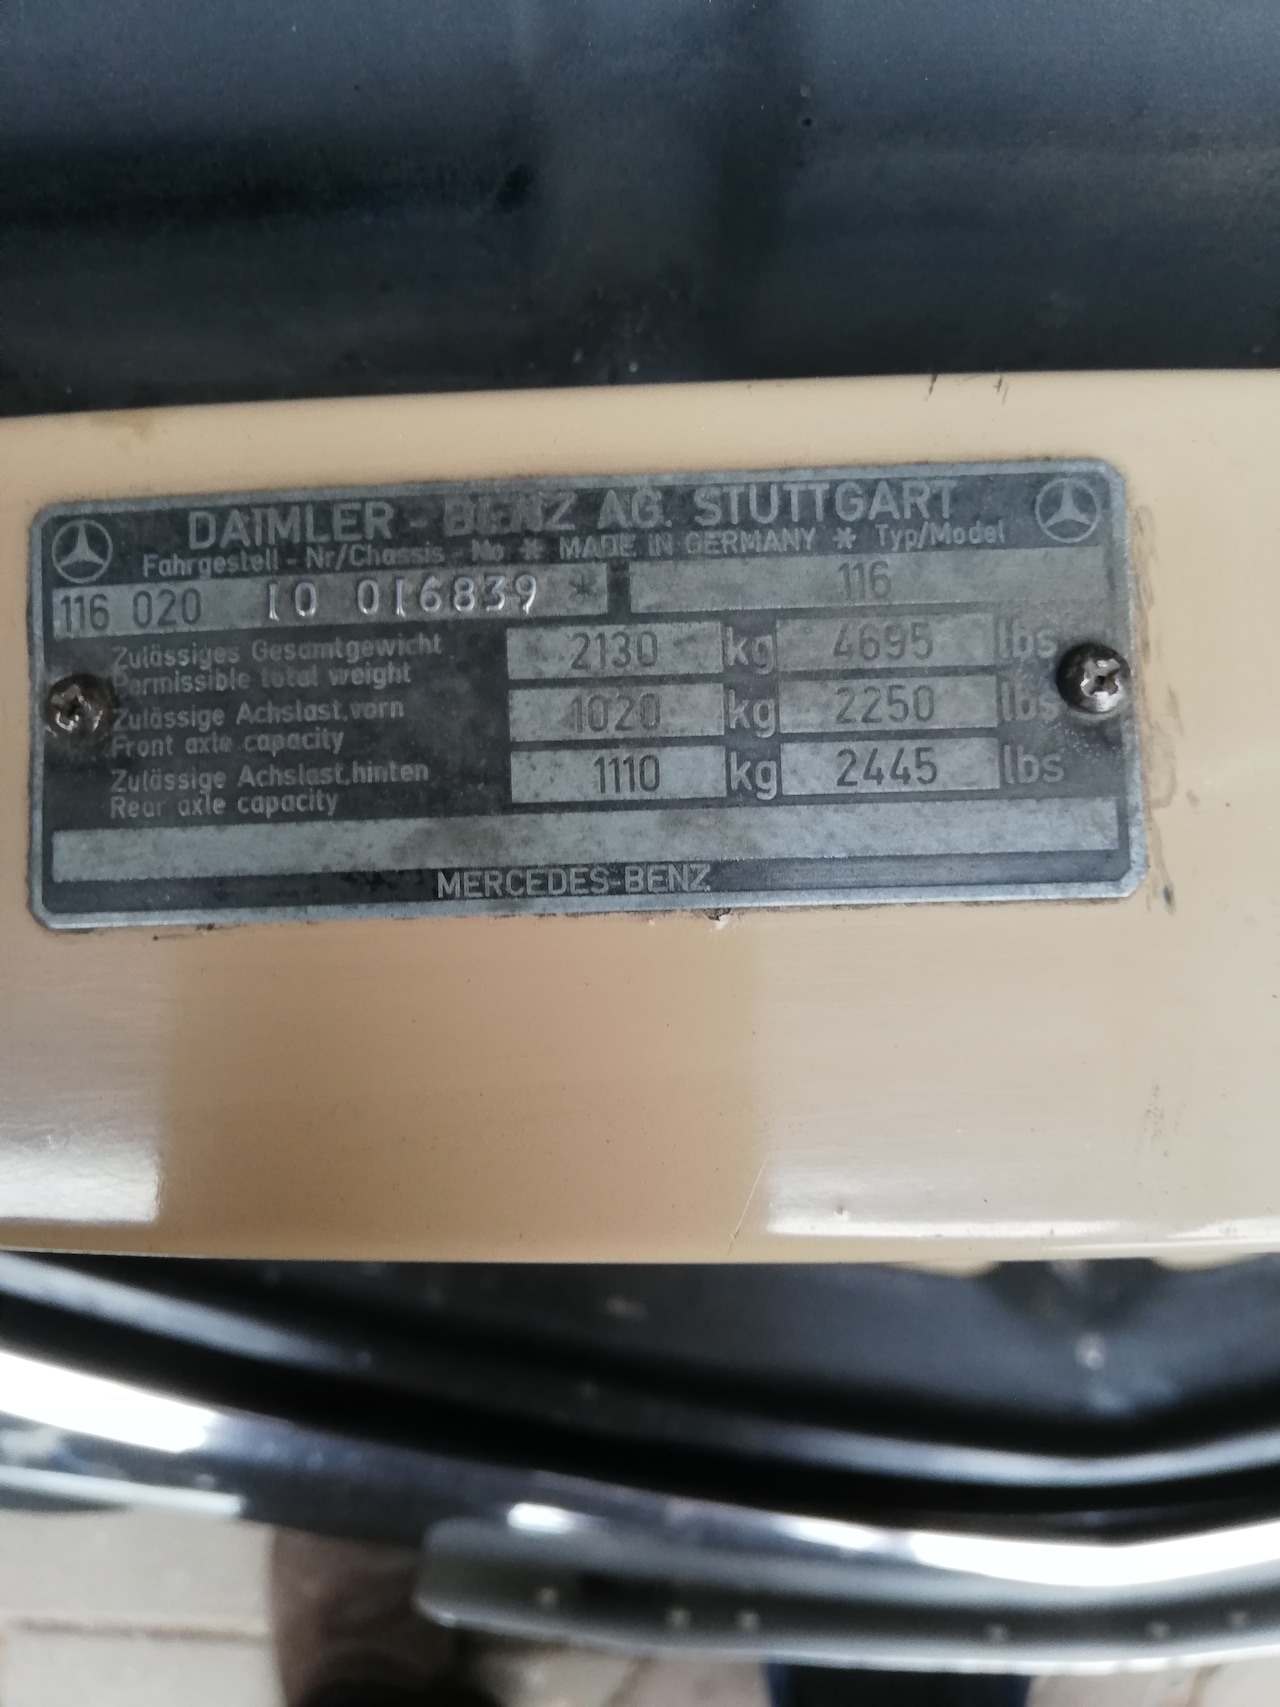 DAIMLER - BENZ AG. STUTTGART
Fahrgestell - Nr/Chassis - No * MADE IN GERMANY * Typ/Model
116 020 10 016839 * 116
Zulässiges Gesamtgewicht
Permissible total weight
2130 kg 4695 lbs
Zulässige Achslast, vorn
Front axle capacity
1020 kg 2250 lbs
Zulässige Achslast, hinten
Rear axle capacity
1110 kg 2445 lbs
MERCEDES-BENZ